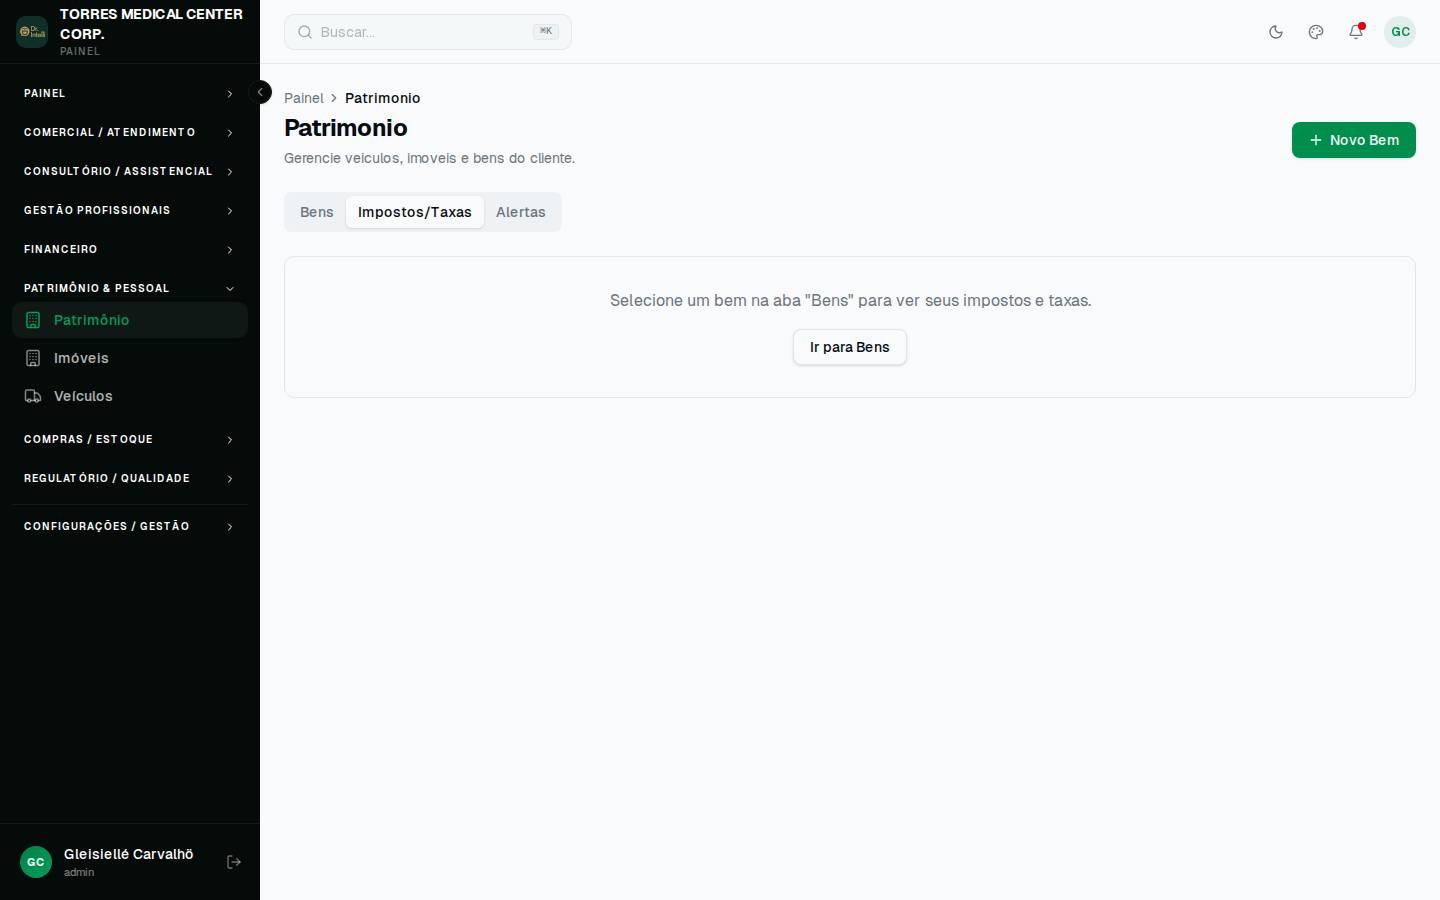 TORRES MEDICAL CENTER
CORP.
PAINEL
PAINEL
COMERCIAL / ATENDIMENTO
CONSULTÓRIO / ASSISTENCIAL
GESTÃO PROFISSIONAIS
FINANCEIRO
PATRIMÔNIO & PESSOAL
Patrimônio
Imóveis
Veículos
COMPRAS / ESTOQUE
REGULATÓRIO / QUALIDADE
CONFIGURAÇÕES / GESTÃO
GC
Gleisiellé Carvalhö
admin
Buscar...
⌘K
GC
Painel > Patrimonio
Patrimonio
Gerencie veiculos, imoveis e bens do cliente.
+ Novo Bem
Bens Impostos/Taxas Alertas
Selecione um bem na aba "Bens" para ver seus impostos e taxas.
Ir para Bens